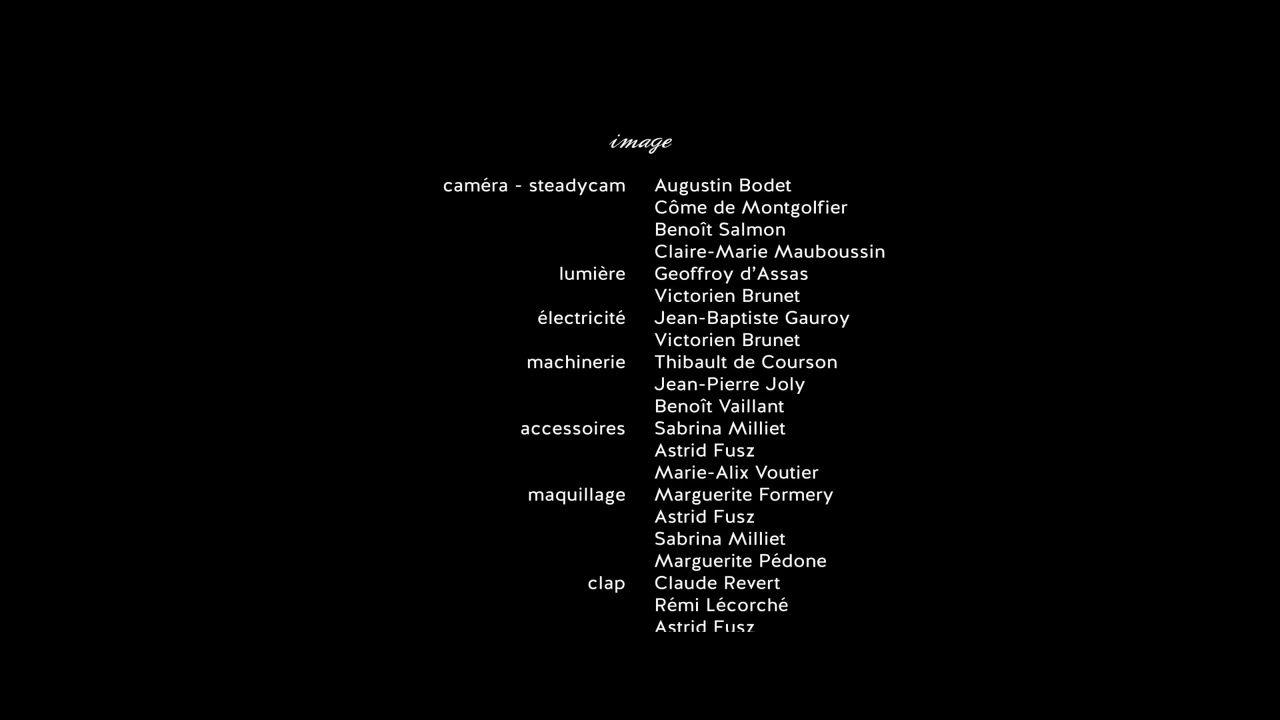 image
caméra - steadycam Augustin Bodet
Côme de Montgolfier
Benoît Salmon
Claire-Marie Mauboussin
lumière Geoffroy d'Assas
Victorien Brunet
électricité Jean-Baptiste Gauroy
Victorien Brunet
machinerie Thibault de Courson
Jean-Pierre Joly
Benoît Vaillant
accessoires Sabrina Milliet
Astrid Fusz
Marie-Alix Voutier
maquillage Marguerite Formery
Astrid Fusz
Sabrina Milliet
Marguerite Pédone
clap Claude Revert
Rémi Lécorché
Astrid Fusz